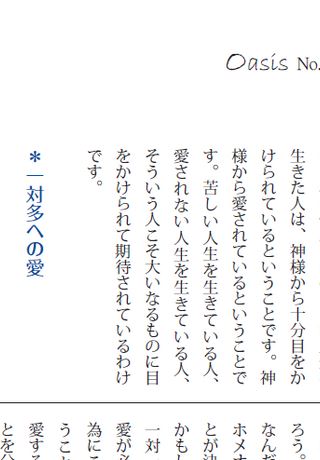 Oasis No.
生きた人は、神様から十分目をか
けられているということです。神
様から愛されているということで
す。苦しい人生を生きている人、
愛されない人生を生きている人、
そういう人こそ大いなるものに目
をかけられて期待されているわけ
です。
＊一対多への愛
ろう。
なんだ
ホメオ
とが
かもし
一対
愛が
為にこ
うこと
愛する
とを